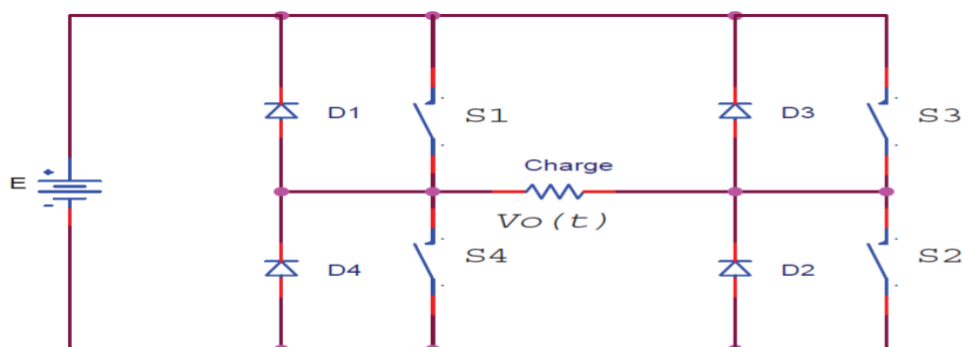 D1
S1
D3
S3
E
+
-
Charge
Vo(t)
D4
S4
D2
S2